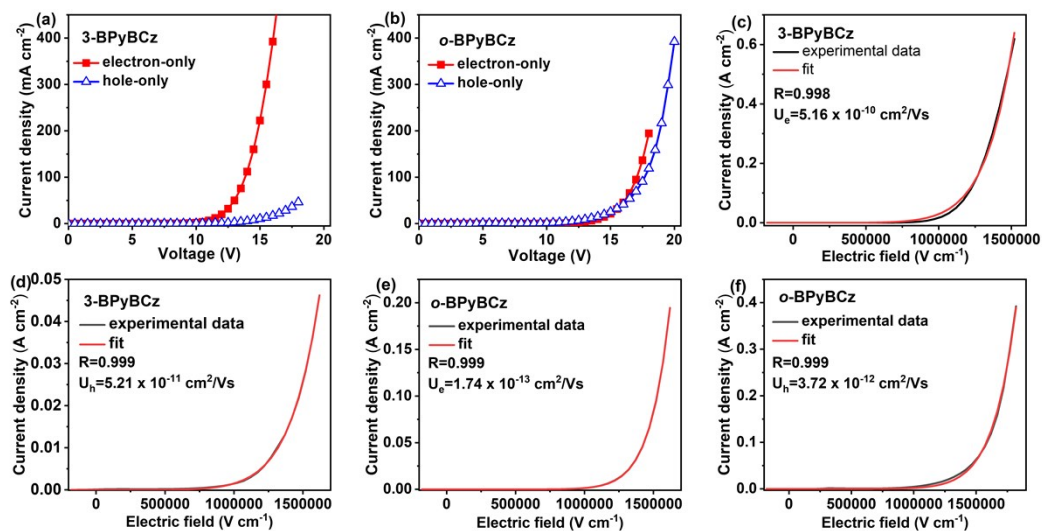 (a)
3-BPyBCz
electron-only
hole-only
Current density (mA cm⁻²)
400
300
200
100
0
0 5 10 15 20
Voltage (V)
(b)
o-BPyBCz
electron-only
hole-only
Current density (mA cm⁻²)
400
300
200
100
0
0 5 10 15 20
Voltage (V)
(c)
3-BPyBCz
experimental data
fit
R=0.998
Uₑ=5.16 x 10⁻¹⁰ cm²/Vs
Current density (A cm⁻²)
0.6
0.4
0.2
0.0
0 500000 1000000 1500000
Electric field (V cm⁻¹)
(d)
3-BPyBCz
experimental data
fit
R=0.999
Uₕ=5.21 x 10⁻¹¹ cm²/Vs
Current density (A cm⁻²)
0.05
0.04
0.03
0.02
0.01
0.00
0 500000 1000000 1500000
Electric field (V cm⁻¹)
(e)
o-BPyBCz
experimental data
fit
R=0.999
Uₑ=1.74 x 10⁻¹³ cm²/Vs
Current density (A cm⁻²)
0.20
0.15
0.10
0.05
0.00
0 500000 1000000 1500000
Electric field (V cm⁻¹)
(f)
o-BPyBCz
experimental data
fit
R=0.999
Uₕ=3.72 x 10⁻¹² cm²/Vs
Current density (A cm⁻²)
0.4
0.3
0.2
0.1
0.0
0 500000 1000000 1500000
Electric field (V cm⁻¹)